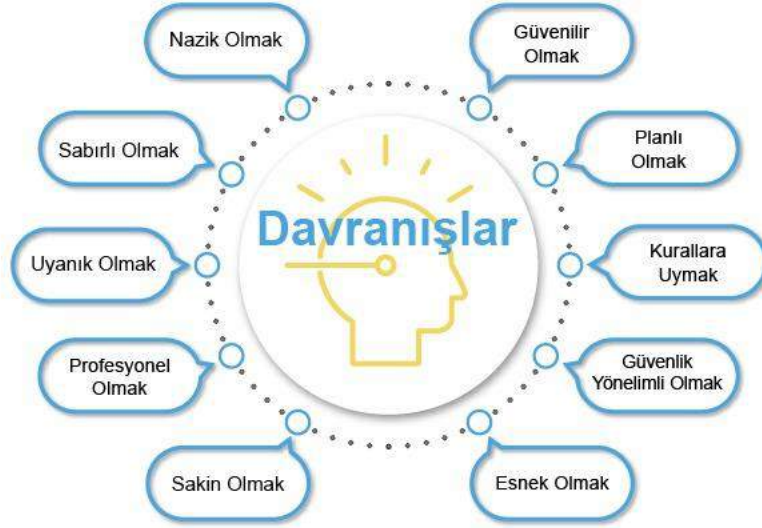 Nazik Olmak
Güvenilir
Olmak
Sabırlı Olmak
Planlı
Olmak
Davranışlar
Uyanık Olmak
Kurallara
Uymak
Profesyonel
Olmak
Güvenlik
Yönelimli Olmak
Sakin Olmak
Esnek Olmak